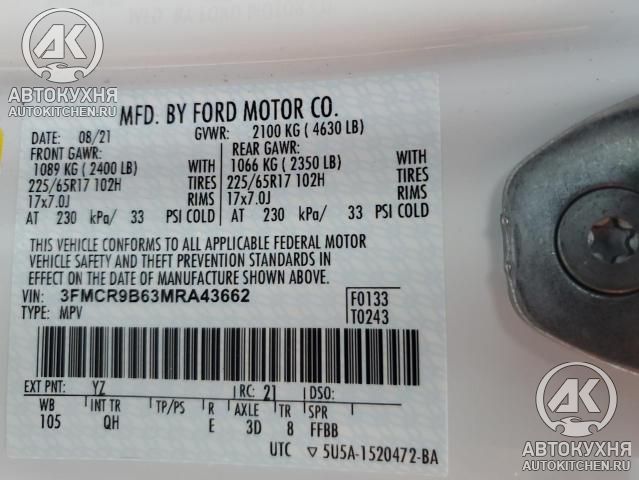 АВТОКУХНЯ
AUTOKITCHEN.RU
MFD. BY FORD MOTOR CO.
DATE: 08/21 GVWR: 2100 KG ( 4630 LB)
FRONT GAWR: REAR GAWR:
1089 KG ( 2400 LB) WITH 1066 KG ( 2350 LB) WITH
225/65R17 102H TIRES 225/65R17 102H TIRES
17x7.0J RIMS 17x7.0J RIMS
AT 230 kPa/ 33 PSI COLD AT 230 kPa/ 33 PSI COLD
THIS VEHICLE CONFORMS TO ALL APPLICABLE FEDERAL MOTOR
VEHICLE SAFETY AND THEFT PREVENTION STANDARDS IN
EFFECT ON THE DATE OF MANUFACTURE SHOWN ABOVE.
VIN: 3FMCR9B63MRA43662 F0133
TYPE: MPV T0243
EXT PNT: YZ RC: 21 DSO:
WB INT TR TP/PS R AXLE TR SPR
105 QH E 3D 8 FFBB
UTC ▽ 5U5A-1520472-BA
АК
АВТОКУХНЯ
AUTOKITCHEN.RU